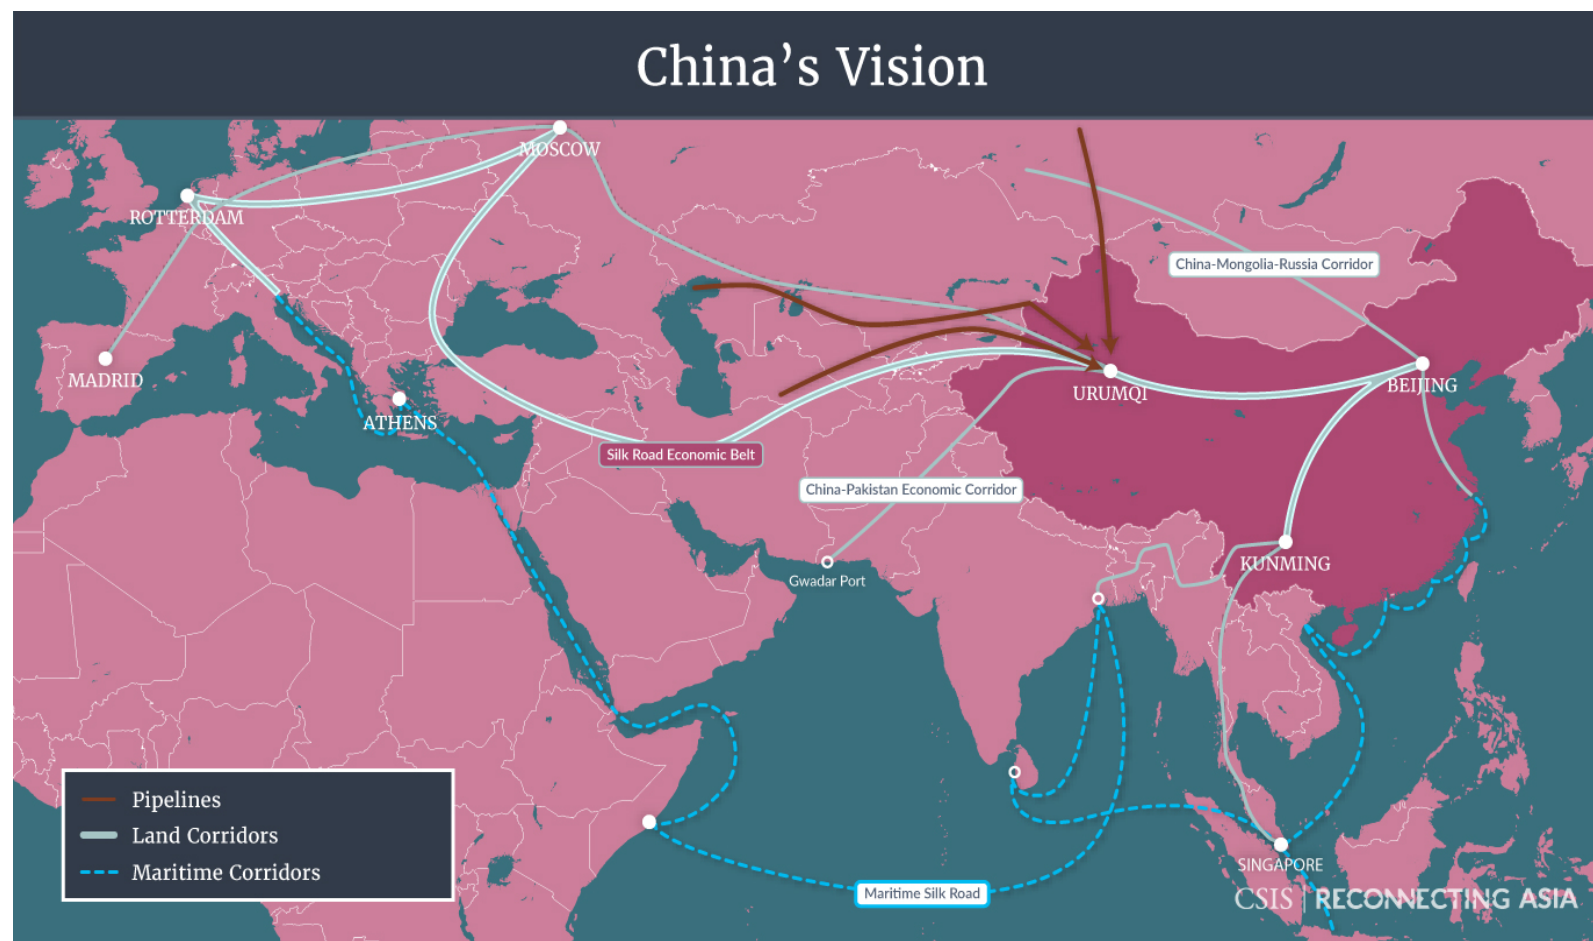 China's Vision
MOSCOW
ROTTERDAM
China-Mongolia-Russia Corridor
MADRID
URUMQI
BEIJING
ATHENS
Silk Road Economic Belt
China-Pakistan Economic Corridor
KUNMING
Gwadar Port
Pipelines
Land Corridors
Maritime Corridors
SINGAPORE
Maritime Silk Road
CSIS | RECONNECTING ASIA